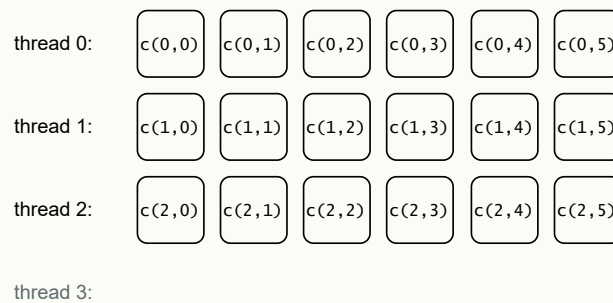 thread 0: c(0,0) c(0,1) c(0,2) c(0,3) c(0,4) c(0,5)
thread 1: c(1,0) c(1,1) c(1,2) c(1,3) c(1,4) c(1,5)
thread 2: c(2,0) c(2,1) c(2,2) c(2,3) c(2,4) c(2,5)
thread 3: